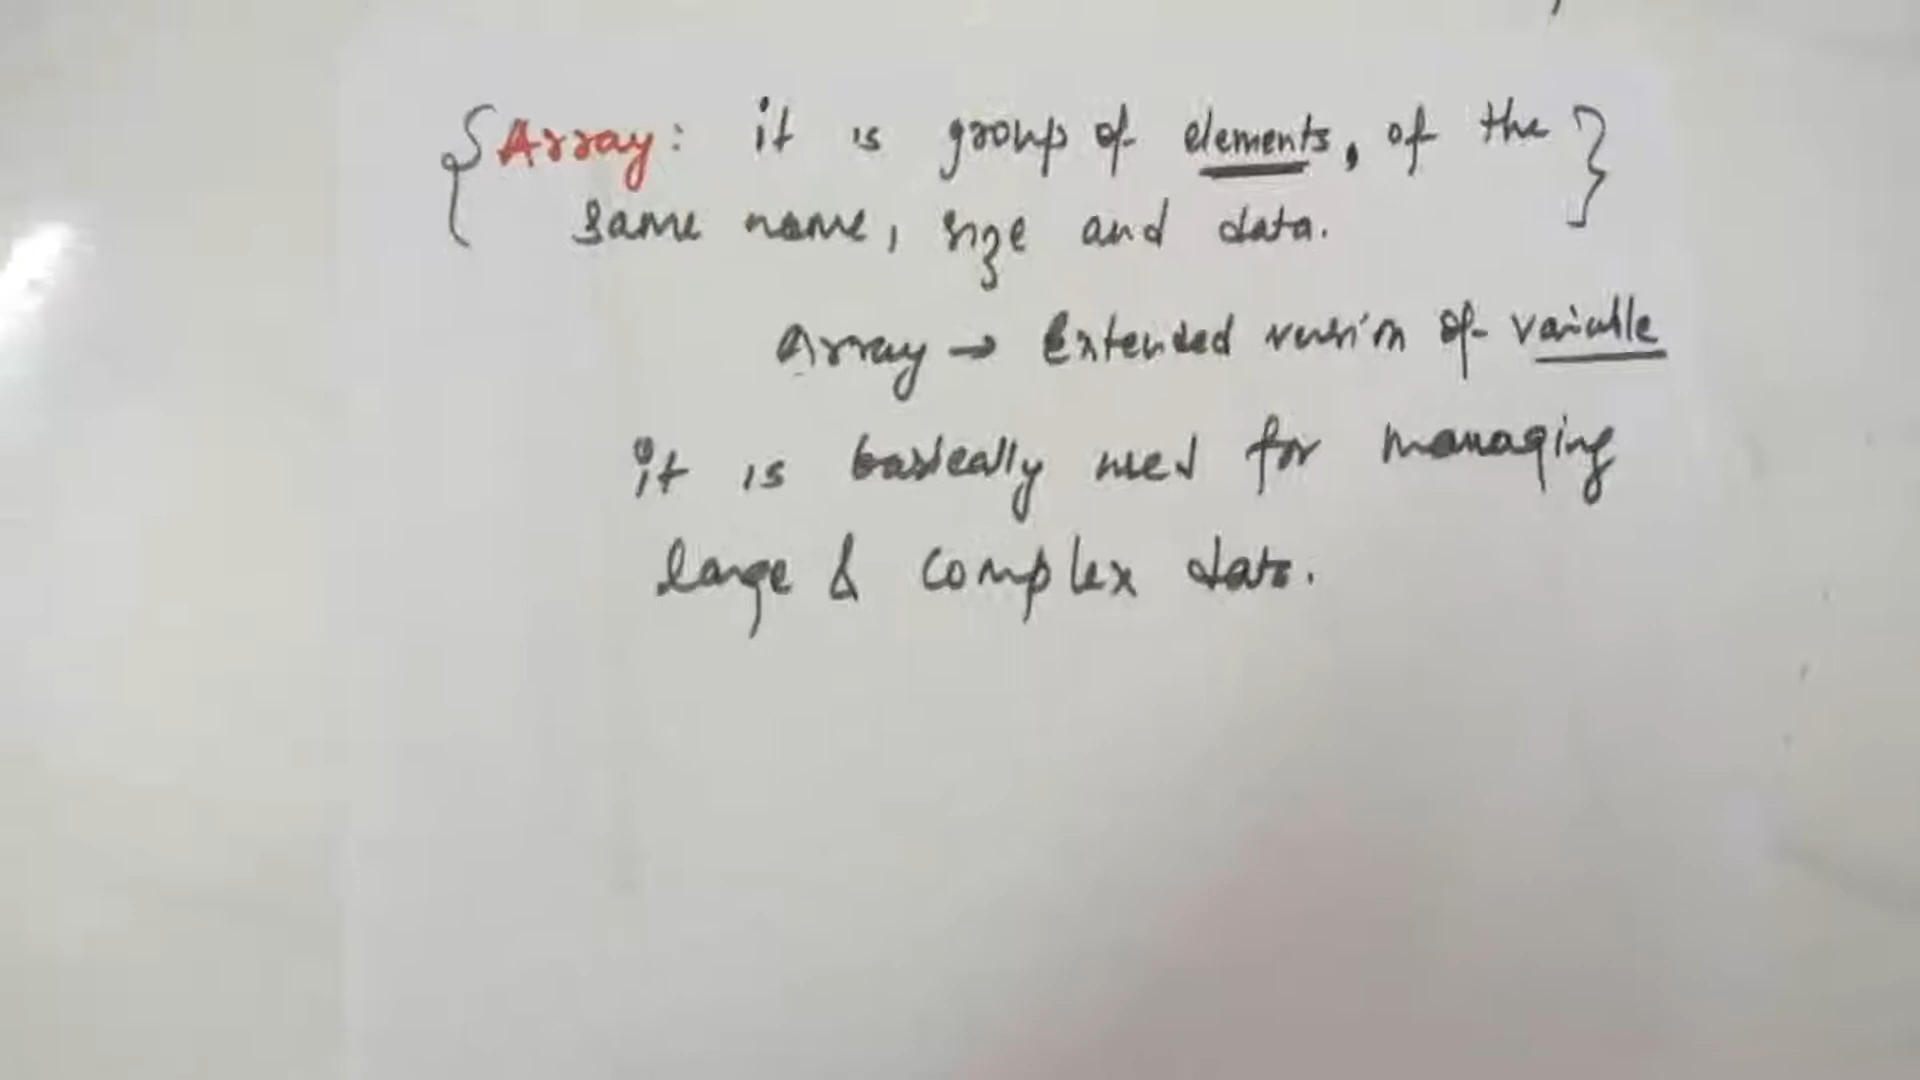 { Array: it is group of elements, of the }
same name, size and data.
Array → Extended version of variable
it is basically used for managing
large & complex data.